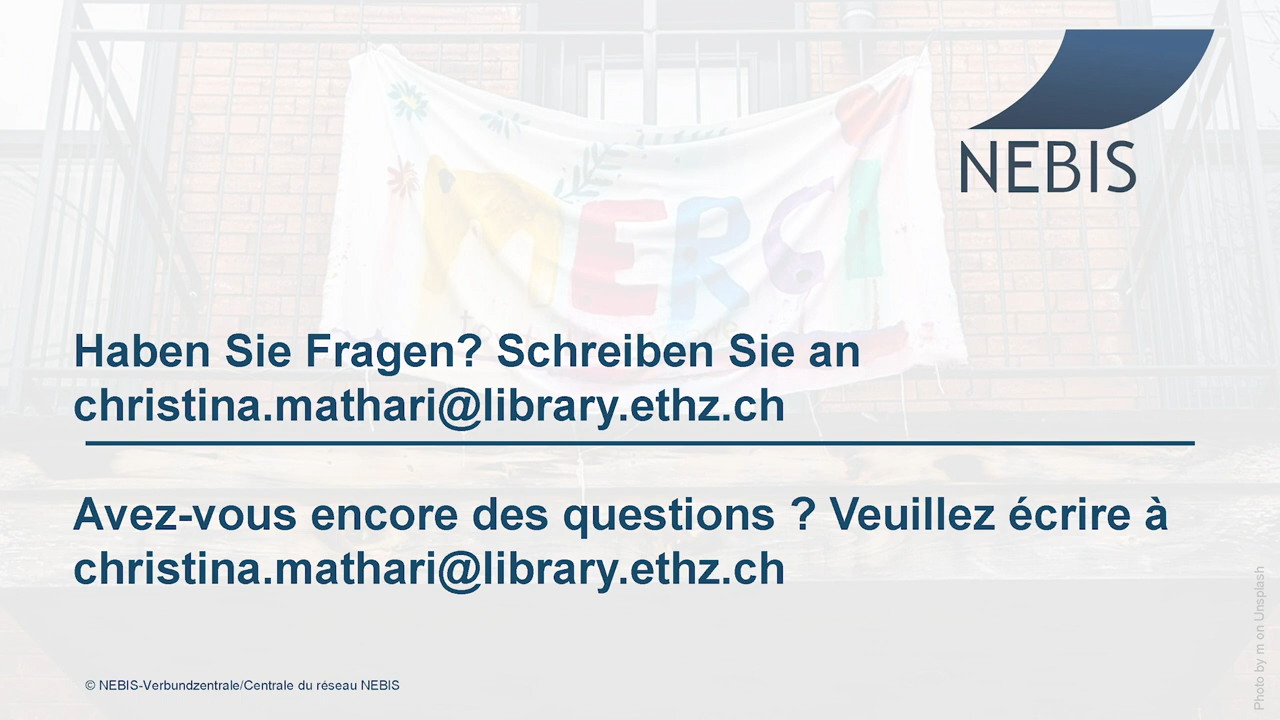 MERCI
NEBIS
Haben Sie Fragen? Schreiben Sie an
christina.mathari@library.ethz.ch
Avez-vous encore des questions ? Veuillez écrire à
christina.mathari@library.ethz.ch
© NEBIS-Verbundzentrale/Centrale du réseau NEBIS
Photo by m on Unsplash